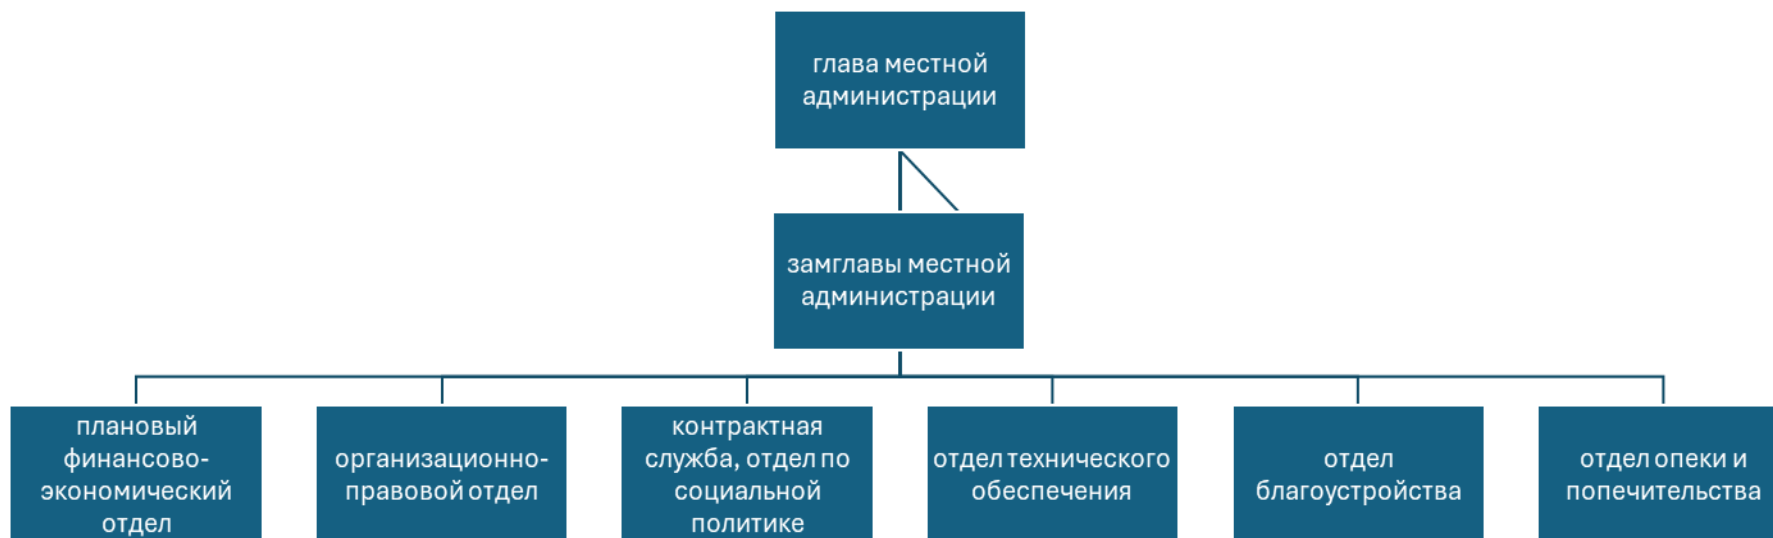 глава местной
администрации
замглавы местной
администрации
плановый
финансово-
экономический
отдел
организационно-
правовой отдел
контрактная
служба, отдел по
социальной
политике
отдел технического
обеспечения
отдел
благоустройства
отдел опеки и
попечительства